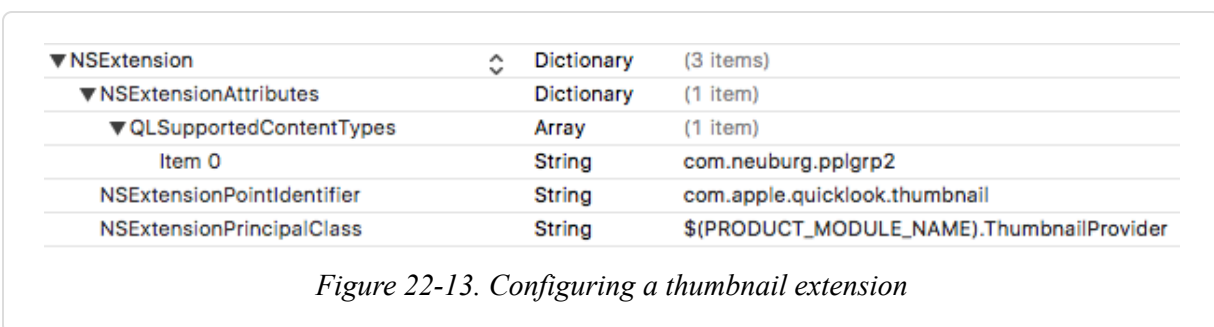 ▼NSExtension Dictionary (3 items)
▼NSExtensionAttributes Dictionary (1 item)
▼QLSupportedContentTypes Array (1 item)
Item 0 String com.neuburg.pplgrp2
NSExtensionPointIdentifier String com.apple.quicklook.thumbnail
NSExtensionPrincipalClass String $(PRODUCT_MODULE_NAME).ThumbnailProvider
Figure 22-13. Configuring a thumbnail extension